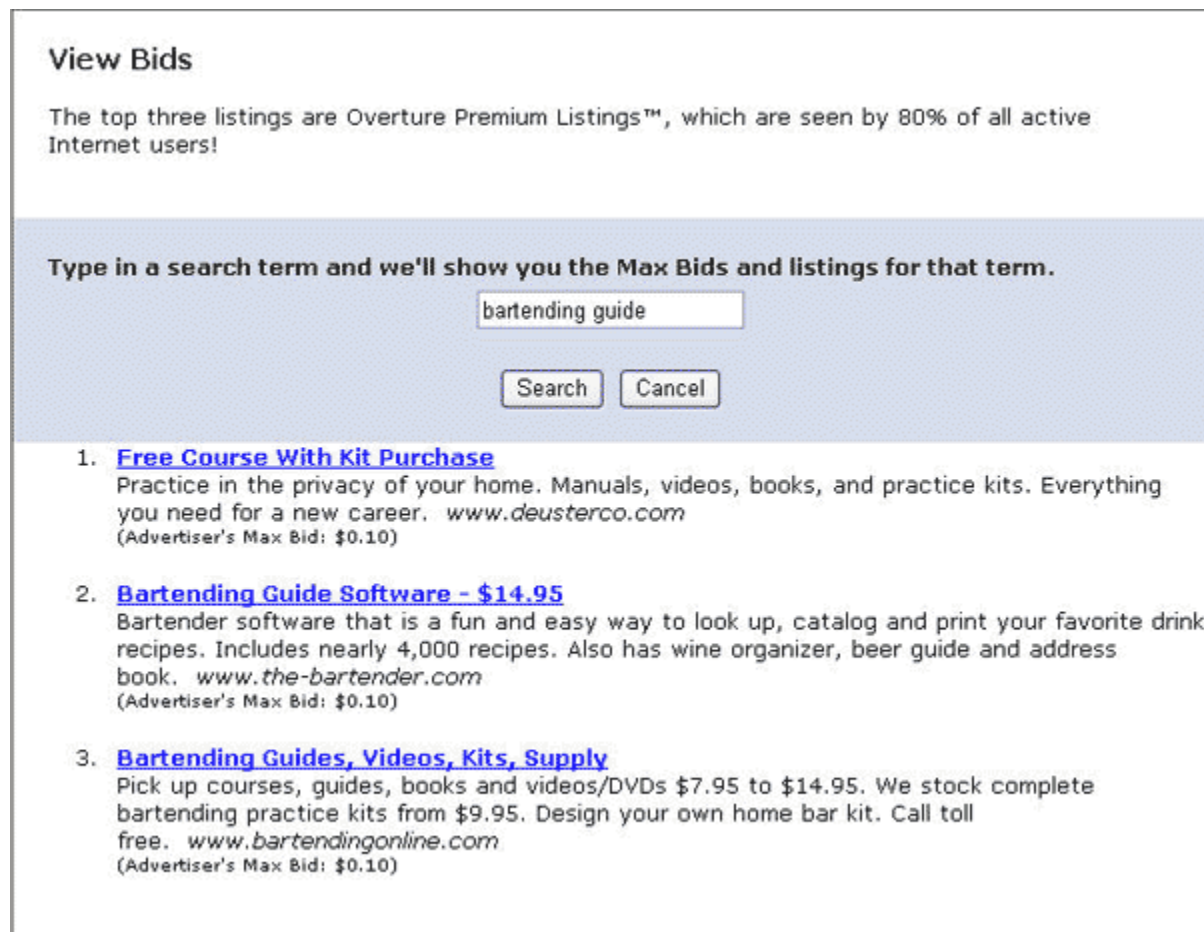 View Bids
The top three listings are Overture Premium Listings™, which are seen by 80% of all active
Internet users!
Type in a search term and we'll show you the Max Bids and listings for that term.
bartending guide
Search Cancel
1. Free Course With Kit Purchase
Practice in the privacy of your home. Manuals, videos, books, and practice kits. Everything
you need for a new career. www.deusterco.com
(Advertiser's Max Bid: $0.10)
2. Bartending Guide Software - $14.95
Bartender software that is a fun and easy way to look up, catalog and print your favorite drink
recipes. Includes nearly 4,000 recipes. Also has wine organizer, beer guide and address
book. www.the-bartender.com
(Advertiser's Max Bid: $0.10)
3. Bartending Guides, Videos, Kits, Supply
Pick up courses, guides, books and videos/DVDs $7.95 to $14.95. We stock complete
bartending practice kits from $9.95. Design your own home bar kit. Call toll
free. www.bartendingonline.com
(Advertiser's Max Bid: $0.10)